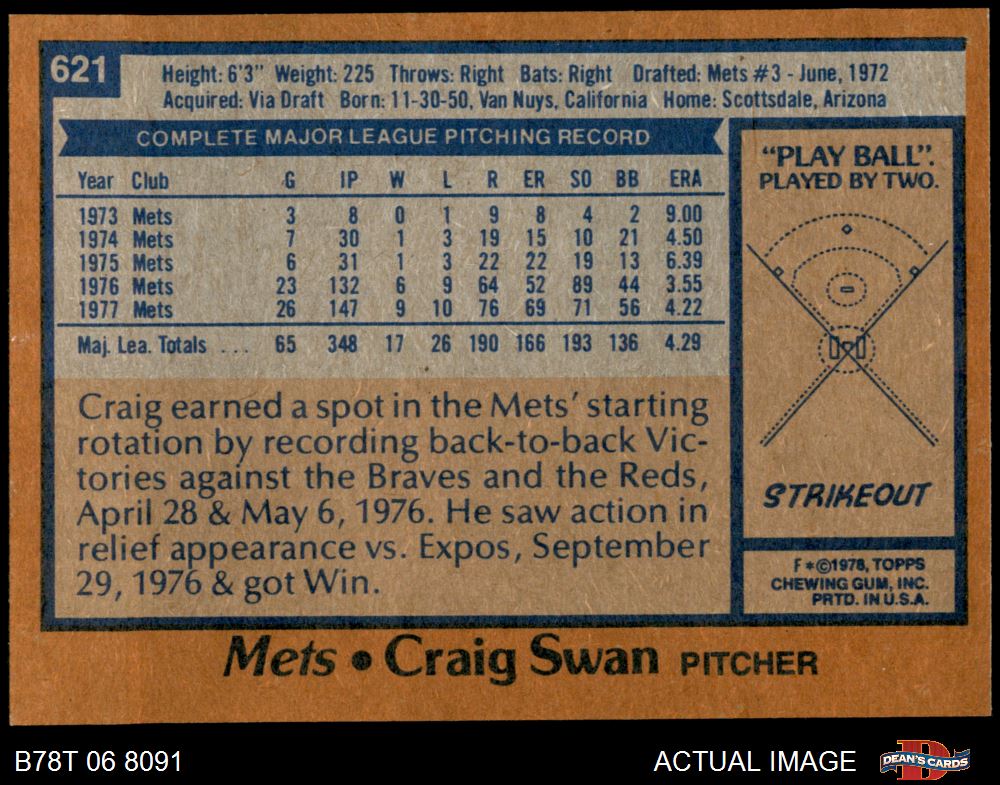 621
Height: 6'3" Weight: 225 Throws: Right Bats: Right Drafted: Mets #3 - June, 1972
Acquired: Via Draft Born: 11-30-50, Van Nuys, California Home: Scottsdale, Arizona
COMPLETE MAJOR LEAGUE PITCHING RECORD
Year Club G IP W L R ER SO BB ERA
1973 Mets 3 8 0 1 9 8 4 2 9.00
1974 Mets 7 30 1 3 19 15 10 21 4.50
1975 Mets 6 31 1 3 22 22 19 13 6.39
1976 Mets 23 132 6 9 64 52 89 44 3.55
1977 Mets 26 147 9 10 76 69 71 56 4.22
Maj. Lea. Totals ... 65 348 17 26 190 166 193 136 4.29
Craig earned a spot in the Mets' starting
rotation by recording back-to-back Vic-
tories against the Braves and the Reds,
April 28 & May 6, 1976. He saw action in
relief appearance vs. Expos, September
29, 1976 & got Win.
"PLAY BALL".
PLAYED BY TWO.
STRIKEOUT
F*©1978, TOPPS
CHEWING GUM, INC.
PRTD. IN U.S.A.
Mets • Craig Swan PITCHER
B78T 06 8091
ACTUAL IMAGE
D
DEAN'S CARDS